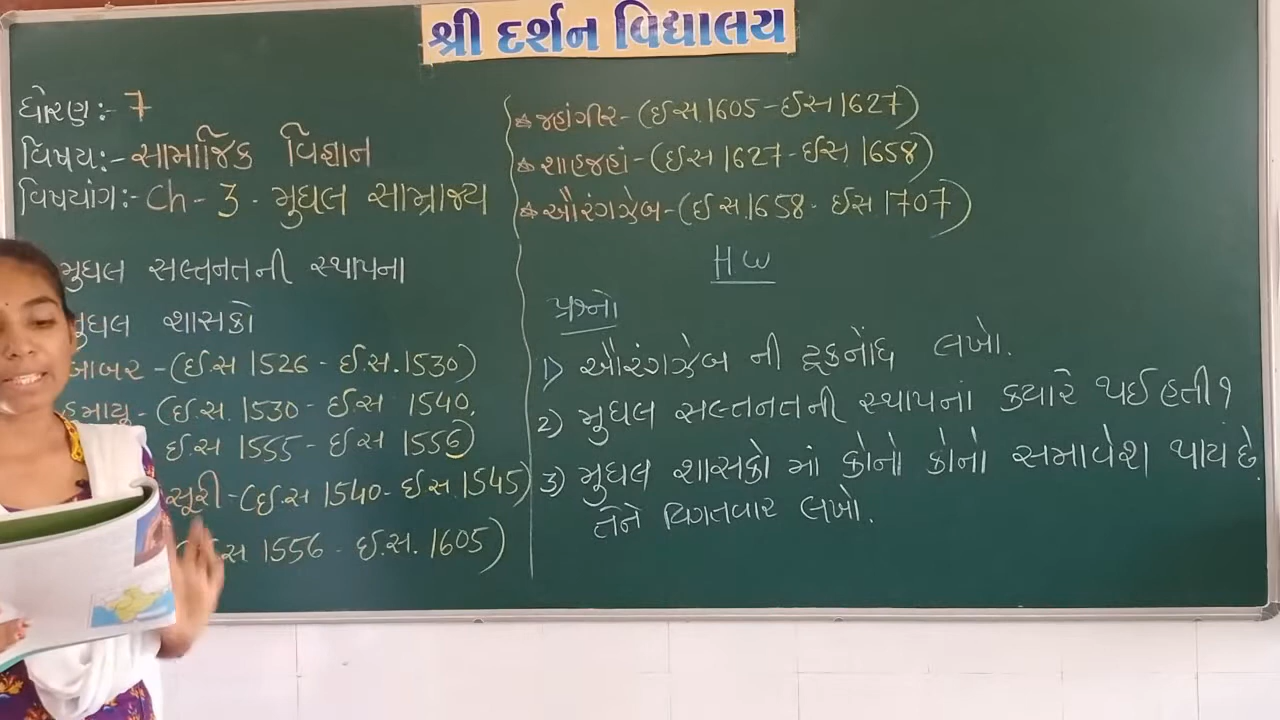 શ્રી દર્શન વિદ્યાલય
ધોરણ:- 7
વિષય:- સામાજિક વિજ્ઞાન
વિષયાંગ:- Ch - 3 . મુઘલ સામ્રાજ્ય
મુઘલ સલ્તનતની સ્થાપના
મુઘલ શાસકો
બાબર - (ઈ.સ 1526 - ઈ.સ.1530)
હુમાયુ - (ઈ.સ. 1530 - ઈ.સ 1540,
ઈ.સ 1555 - ઈ.સ 1556)
સૂરી - (ઈ.સ 1540 - ઈ.સ.1545)
ઈ.સ 1556 - ઈ.સ. 1605)
* જહાંગીર - (ઈ.સ.1605 - ઈ.સ 1627)
* શાહજહાં - (ઈ.સ 1627 - ઈ.સ 1658)
* ઔરંગઝેબ - (ઈ.સ.1658 - ઈ.સ.1707)
H.W
પ્રશ્નો
1) ઔરંગઝેબ ની ટૂંકનોંધ લખો.
2) મુઘલ સલ્તનતની સ્થાપનાં ક્યારે થઈ હતી ?
3) મુઘલ શાસકો માં કોનો કોનો સમાવેશ થાય છે.
તેને વિગતવાર લખો.